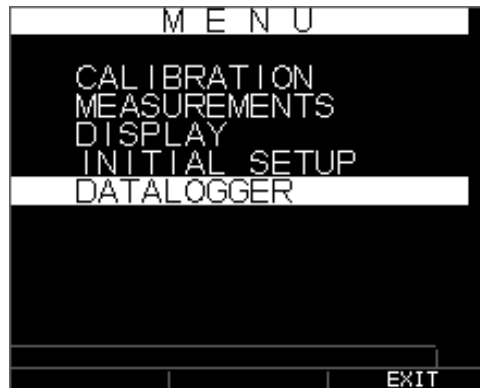 MENU
CALIBRATION
MEASUREMENTS
DISPLAY
INITIAL SETUP
DATALOGGER
EXIT